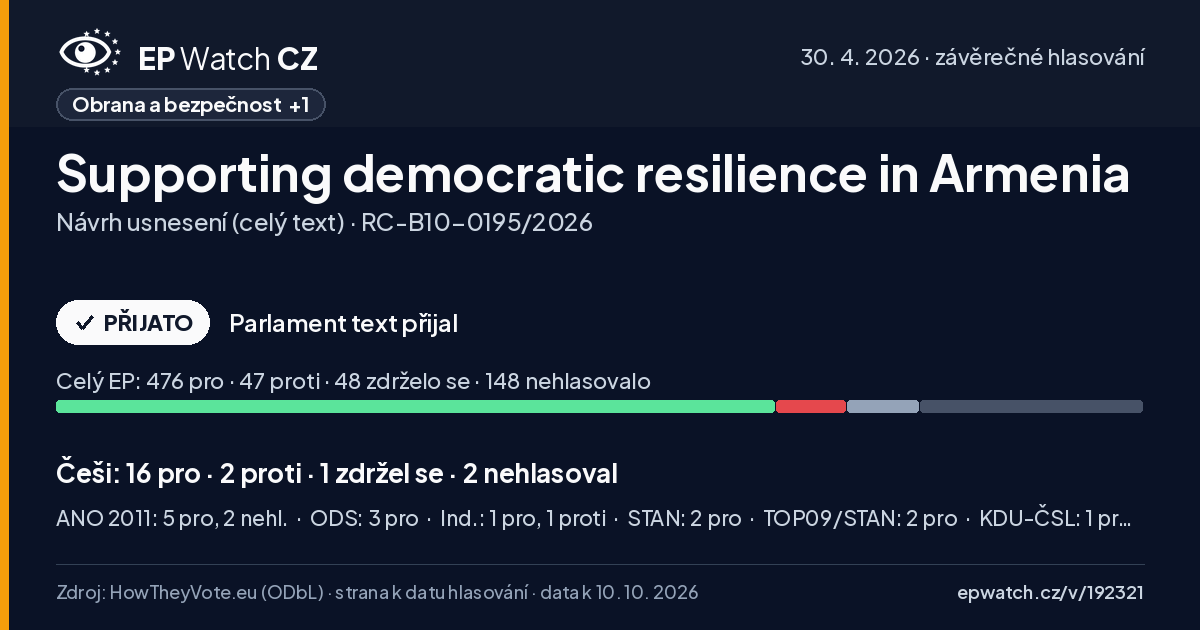 EP Watch CZ
30. 4. 2026 · závěrečné hlasování
Obrana a bezpečnost +1
Supporting democratic resilience in Armenia
Návrh usnesení (celý text) · RC-B10-0195/2026
✓ PŘIJATO
Parlament text přijal
Celý EP: 476 pro · 47 proti · 48 zdrželo se · 148 nehlasovalo
Češi: 16 pro · 2 proti · 1 zdržel se · 2 nehlasoval
ANO 2011: 5 pro, 2 nehl. · ODS: 3 pro · Ind.: 1 pro, 1 proti · STAN: 2 pro · TOP09/STAN: 2 pro · KDU-ČSL: 1 pr…
Zdroj: HowTheyVote.eu (ODbL) · strana k datu hlasování · data k 10. 10. 2026
epwatch.cz/v/192321